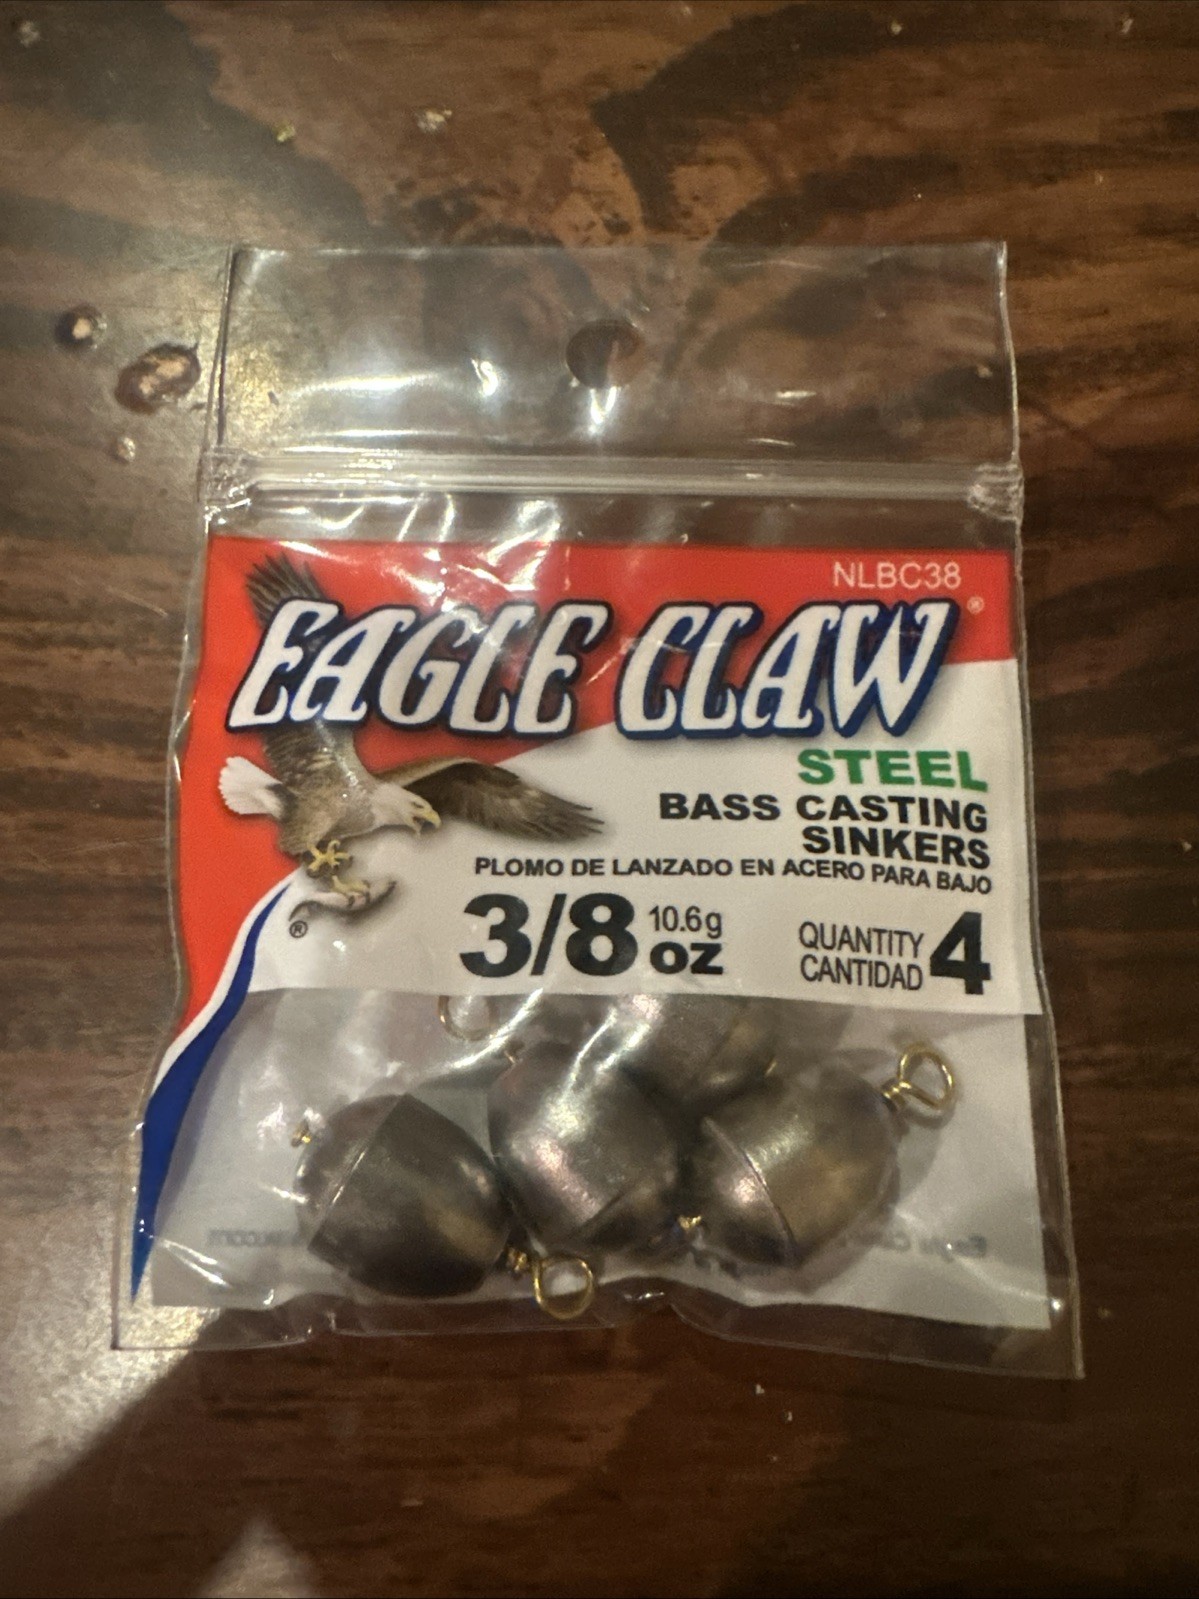 NLBC38
EAGLE CLAW®
STEEL
BASS CASTING
SINKERS
PLOMO DE LANZADO EN ACERO PARA BAJO
3/8 10.6g oz
QUANTITY 4
CANTIDAD
®